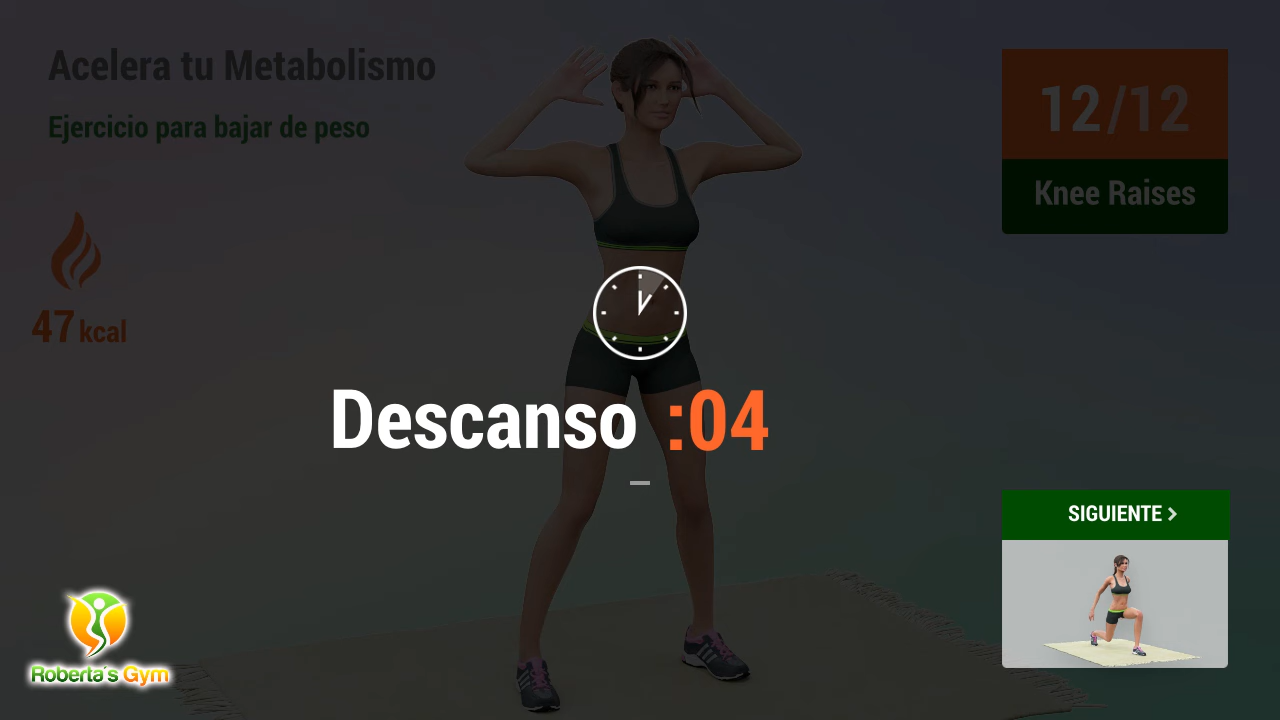 Acelera tu Metabolismo
Ejercicio para bajar de peso
12/12
Knee Raises
47 kcal
Descanso :04
SIGUIENTE >
Roberta´s Gym